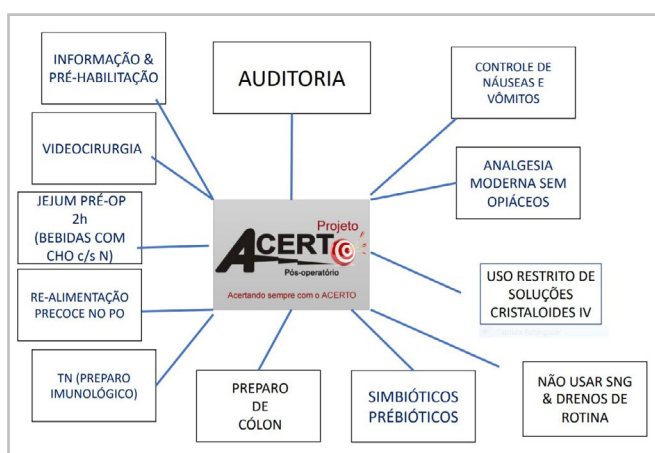 INFORMAÇÃO &
PRÉ-HABILITAÇÃO
AUDITORIA
CONTROLE DE
NÁUSEAS E
VÔMITOS
VIDEOCIRURGIA
ANALGESIA
MODERNA SEM
OPIÁCEOS
JEJUM PRÉ-OP
2h
(BEBIDAS COM
CHO c/s N)
Projeto
ACERTO
Pós-operatório
Acertando sempre com o ACERTO
USO RESTRITO DE
SOLUÇÕES
CRISTALOIDES IV
RE-ALIMENTAÇÃO
PRECOCE NO PO
TN (PREPARO
IMUNOLÓGICO)
PREPARO
DE
CÓLON
SIMBIÓTICOS
PRÉBIÓTICOS
NÃO USAR SNG
& DRENOS DE
ROTINA